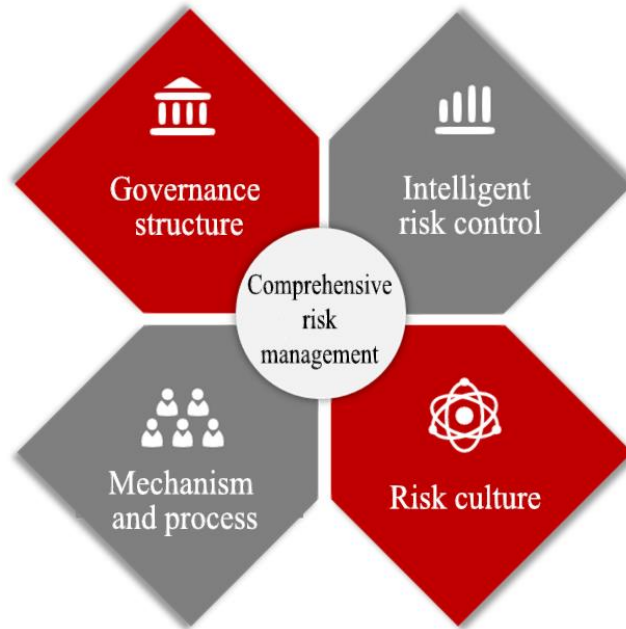 Governance
structure
Intelligent
risk control
Comprehensive
risk
management
Mechanism
and process
Risk culture